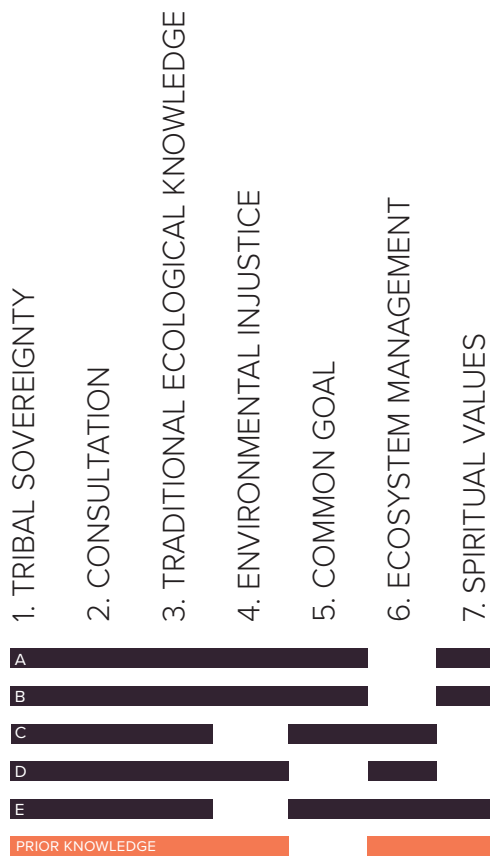 1. TRIBAL SOVEREIGNTY
2. CONSULTATION
3. TRADITIONAL ECOLOGICAL KNOWLEDGE
4. ENVIRONMENTAL INJUSTICE
5. COMMON GOAL
6. ECOSYSTEM MANAGEMENT
7. SPIRITUAL VALUES
A
B
C
D
E
PRIOR KNOWLEDGE